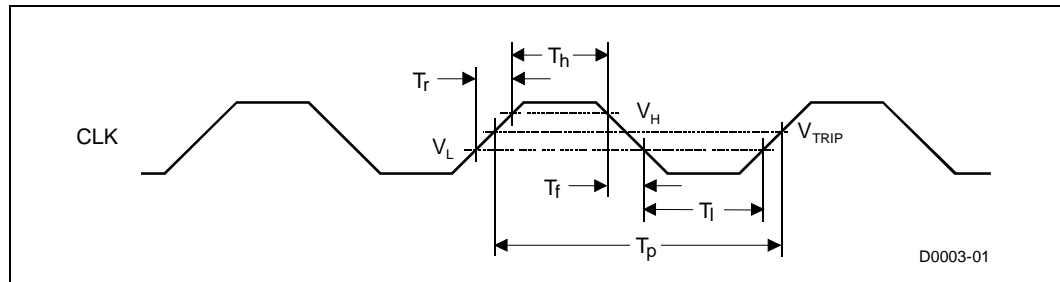 Th
Tr
CLK
VH
VTRIP
VL
Tf
Tl
Tp
D0003-01